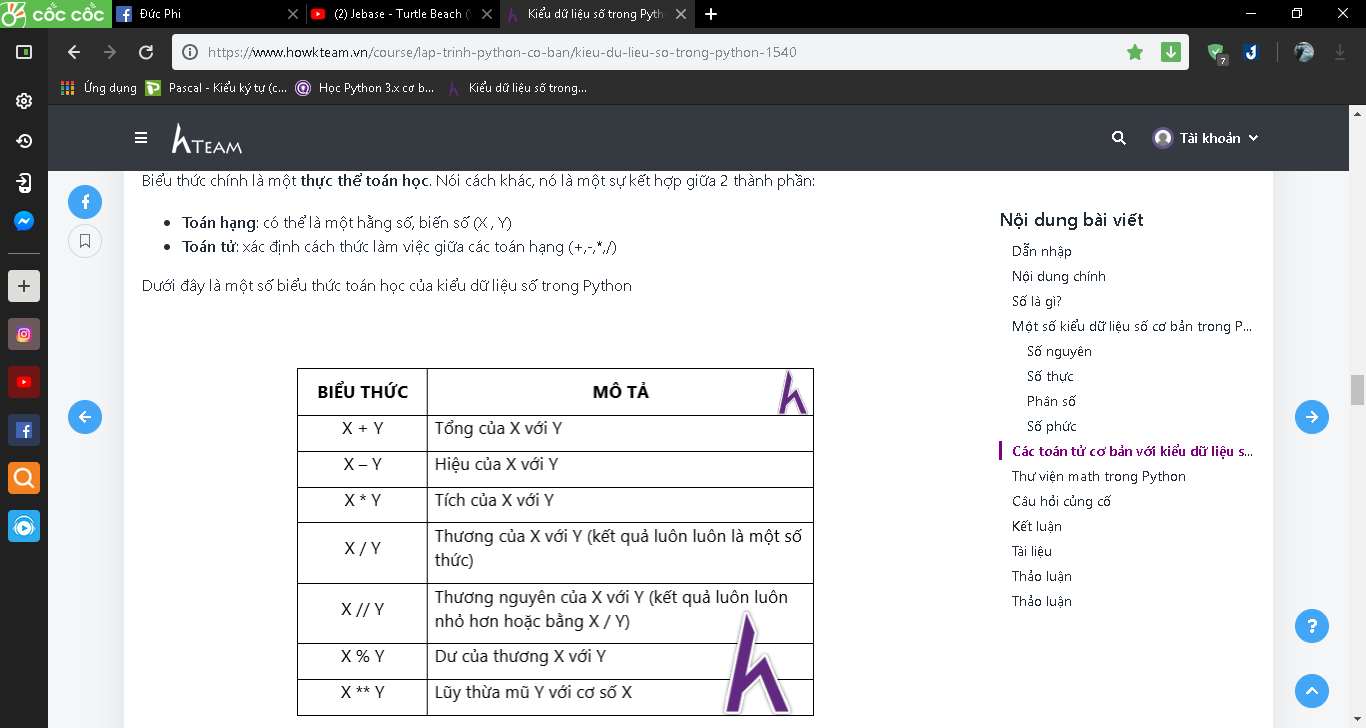 cốc cốc
Đức Phi
(2) Jebase - Turtle Beach (
Kiểu dữ liệu số trong Pyth
https://www.howkteam.vn/course/lap-trinh-python-co-ban/kieu-du-lieu-so-trong-python-1540
7
Ứng dụng
Pascal - Kiểu ký tự (c...
Học Python 3.x cơ b...
Kiểu dữ liệu số trong...
hTEAM
Tài khoản
Biểu thức chính là một thực thể toán học. Nói cách khác, nó là một sự kết hợp giữa 2 thành phần:
Toán hạng: có thể là một hằng số, biến số (X , Y)
Toán tử: xác định cách thức làm việc giữa các toán hạng (+,-,*,/)
Dưới đây là một số biểu thức toán học của kiểu dữ liệu số trong Python
BIỂU THỨC MÔ TẢ
X + Y Tổng của X với Y
X – Y Hiệu của X với Y
X * Y Tích của X với Y
X / Y Thương của X với Y (kết quả luôn luôn là một số
thức)
X // Y Thương nguyên của X với Y (kết quả luôn luôn
nhỏ hơn hoặc bằng X / Y)
X % Y Dư của thương X với Y
X ** Y Lũy thừa mũ Y với cơ số X
Nội dung bài viết
Dẫn nhập
Nội dung chính
Số là gì?
Một số kiểu dữ liệu số cơ bản trong P...
Số nguyên
Số thực
Phân số
Số phức
Các toán tử cơ bản với kiểu dữ liệu s...
Thư viện math trong Python
Câu hỏi củng cố
Kết luận
Tài liệu
Thảo luận
Thảo luận